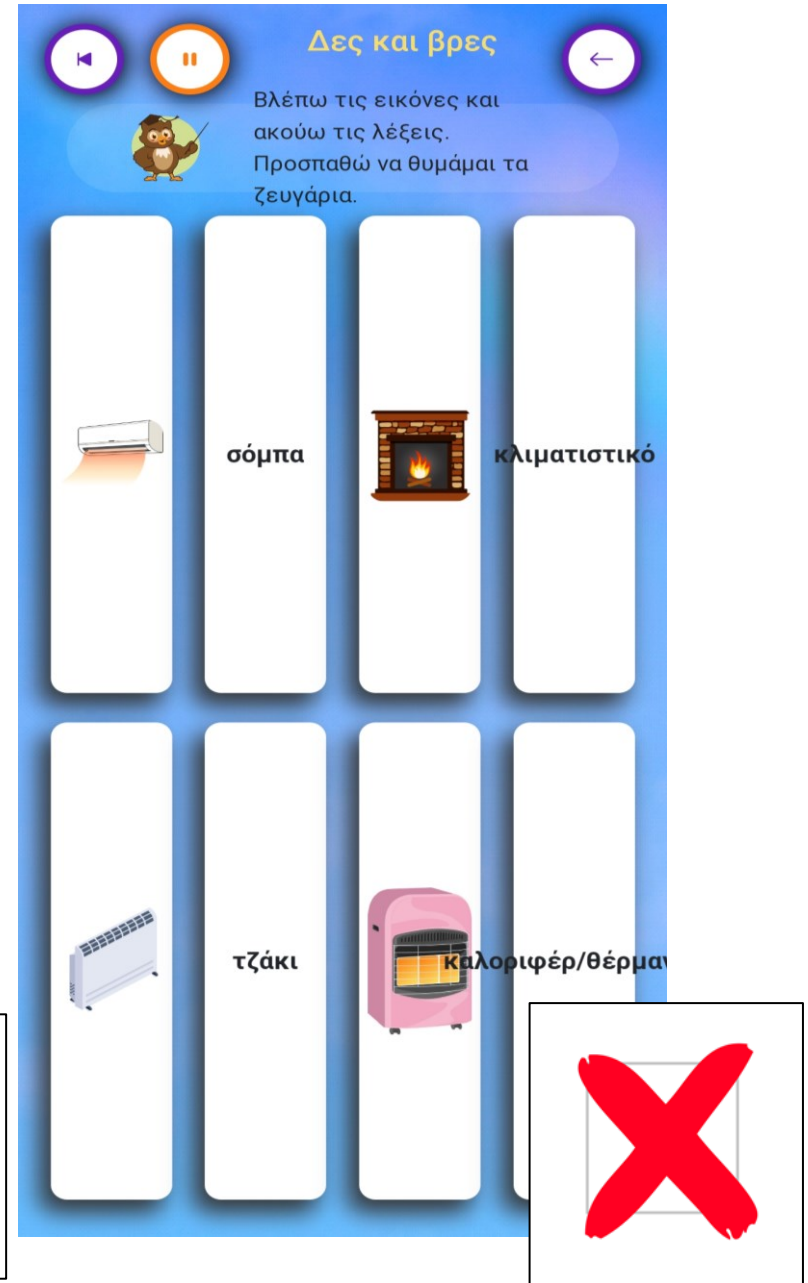 Δες και βρες
Βλέπω τις εικόνες και
ακούω τις λέξεις.
Προσπαθώ να θυμάμαι τα
ζευγάρια.
σόμπα
κλιματιστικό
τζάκι
καλοριφέρ/θέρμαν